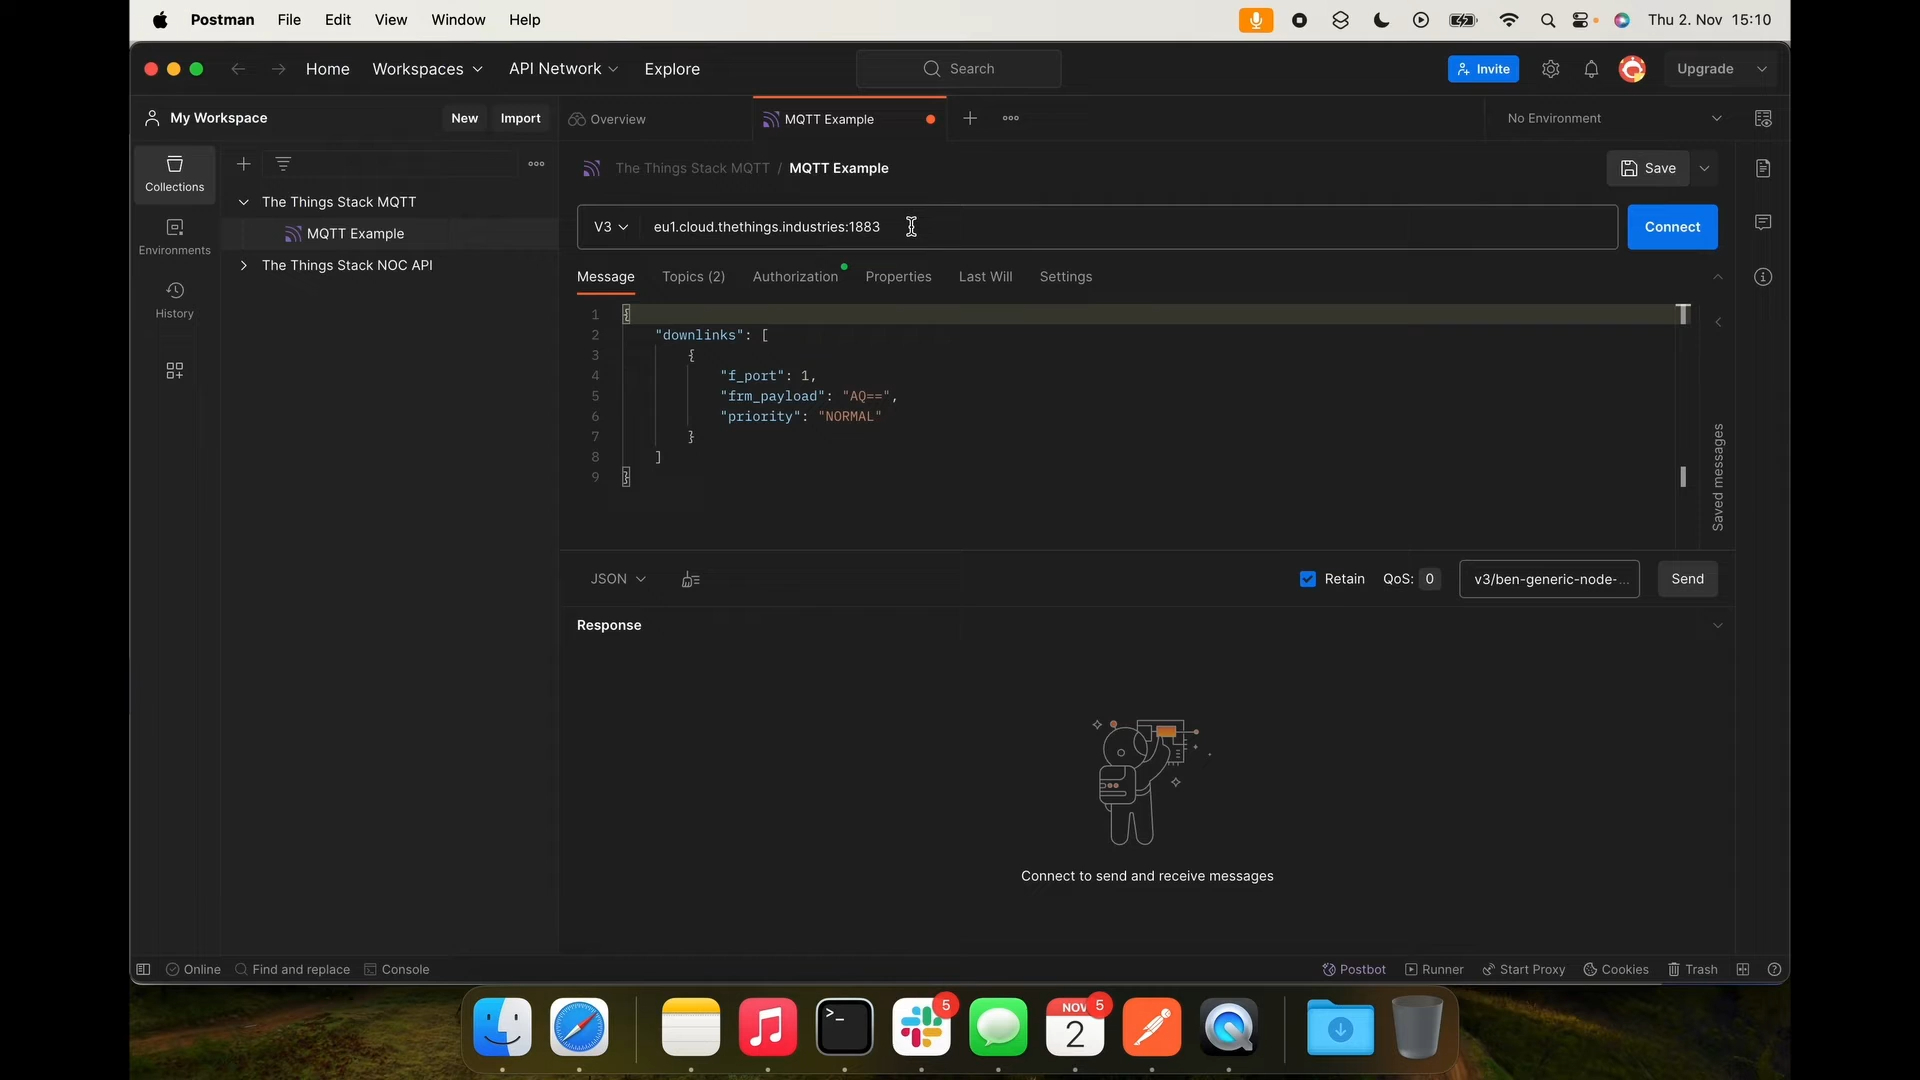 Postman File Edit View Window Help Thu 2. Nov 15:10
Home Workspaces API Network Explore Search Invite Upgrade
My Workspace New Import Overview MQTT Example No Environment
Collections
Environments
History
The Things Stack MQTT
MQTT Example
The Things Stack NOC API
The Things Stack MQTT / MQTT Example Save
V3 eu1.cloud.thethings.industries:1883 Connect
Message Topics (2) Authorization Properties Last Will Settings
1 {
2 "downlinks": [
3 {
4 "f_port": 1,
5 "frm_payload": "AQ==",
6 "priority": "NORMAL"
7 }
8 ]
9 }
Saved messages
JSON Retain QoS: 0 v3/ben-generic-node-... Send
Response
Connect to send and receive messages
Online Find and replace Console Postbot Runner Start Proxy Cookies Trash
5
NOV 5
2